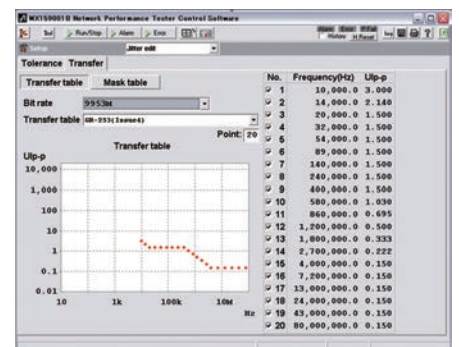 MX159001B Network Performance Tester Control Software
Run/Stop
Alarm
Error
Alarm Error P.Fail
History H.Reset
Setup
Jitter edit
Tolerance Transfer
Transfer table Mask table
Bit rate 9953M
Transfer table GR-253(Issue4)
Point: 20
Transfer table
UIp-p
10,000
1,000
100
10
1
0.1
0.01
10 1k 100k 10M
Hz
No. Frequency(Hz) UIp-p
1 10,000.0 3.000
2 14,000.0 2.140
3 20,000.0 1.500
4 32,000.0 1.500
5 54,000.0 1.500
6 89,000.0 1.500
7 140,000.0 1.500
8 240,000.0 1.500
9 400,000.0 1.500
10 580,000.0 1.030
11 860,000.0 0.695
12 1,200,000.0 0.500
13 1,800,000.0 0.333
14 2,700,000.0 0.222
15 4,000,000.0 0.150
16 7,200,000.0 0.150
17 13,000,000.0 0.150
18 24,000,000.0 0.150
19 43,000,000.0 0.150
20 80,000,000.0 0.150